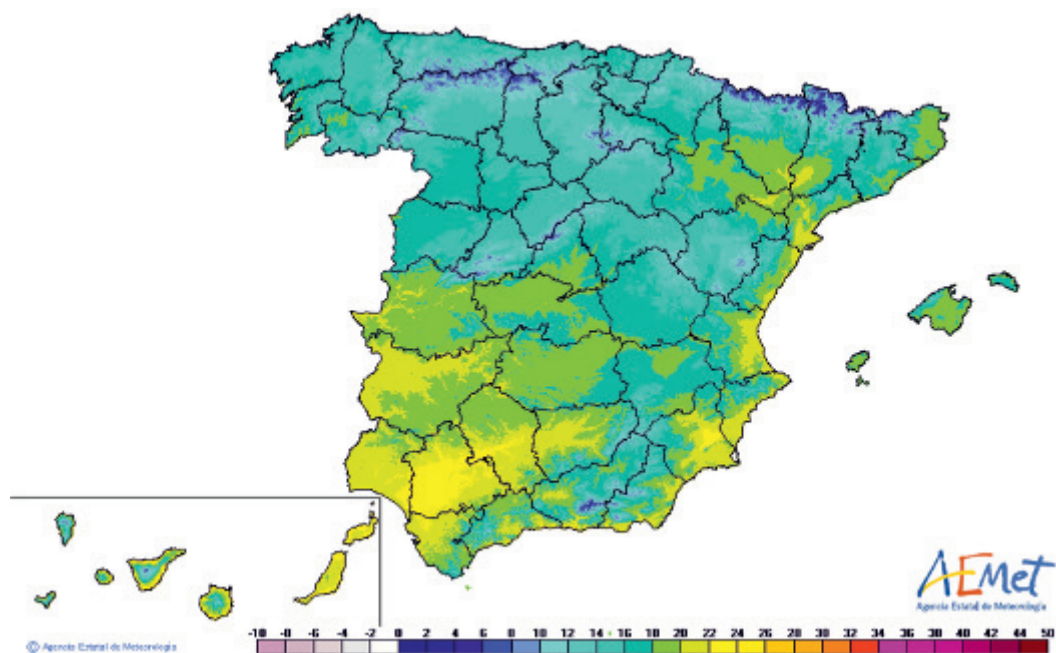 AEMet
Agencia Estatal de Meteorología
-10 -8 -6 -4 -2 0 2 4 6 8 10 12 14 16 18 20 22 24 26 28 30 32 34 36 38 40 42 44 50
© Agencia Estatal de Meteorología